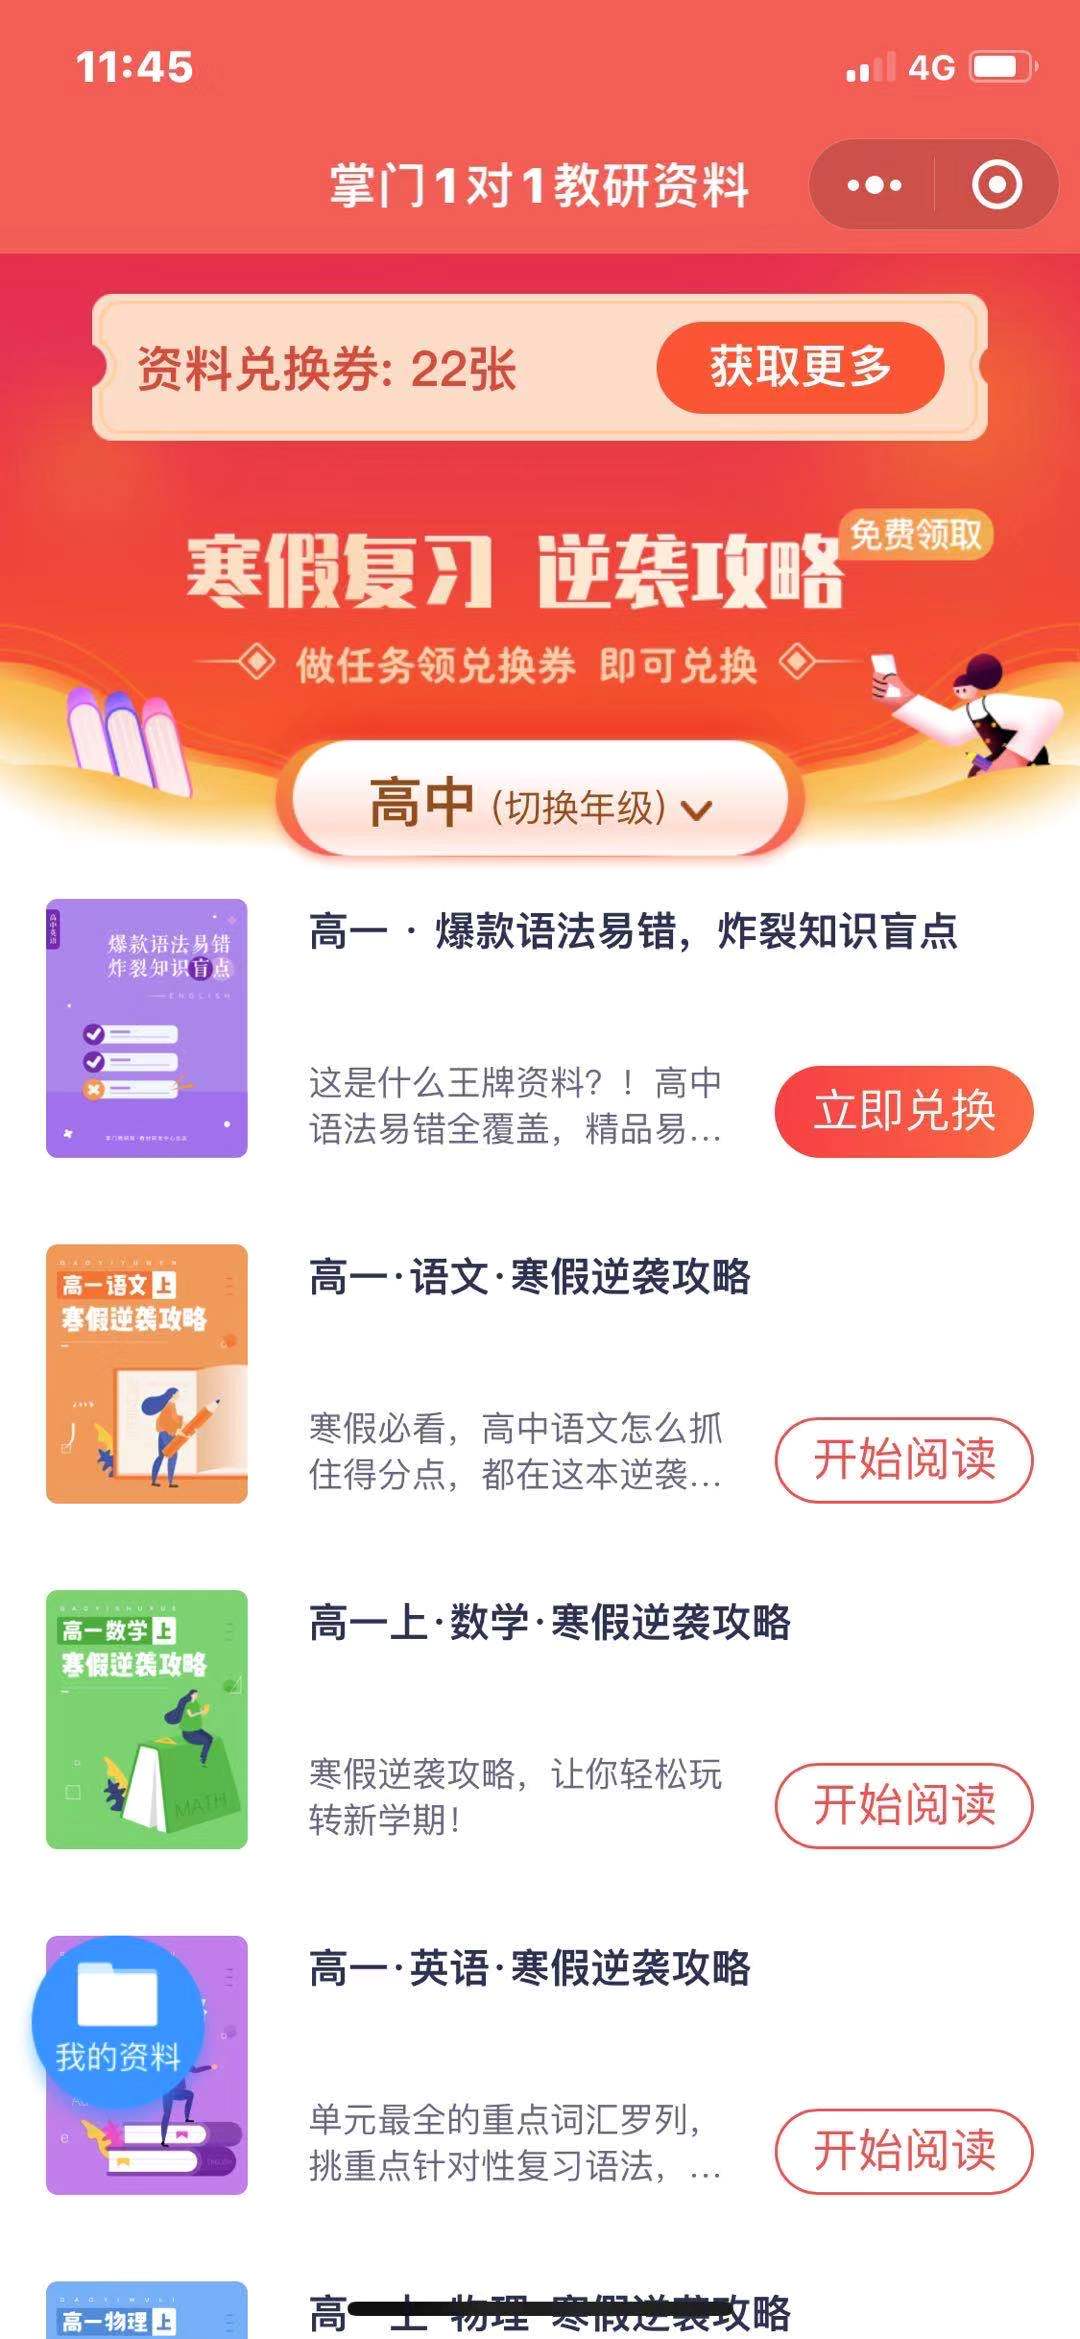 11:45
4G
掌门1对1教研资料
资料兑换券: 22张
获取更多
寒假复习 逆袭攻略
免费领取
做任务领兑换券 即可兑换
高中 (切换年级)
高中英语
爆款语法易错
炸裂知识盲点
ENGLISH
高一 · 爆款语法易错，炸裂知识盲点
这是什么王牌资料？！高中
语法易错全覆盖，精品易...
立即兑换
高一语文上
寒假逆袭攻略
高一·语文·寒假逆袭攻略
寒假必看，高中语文怎么抓
住得分点，都在这本逆袭...
开始阅读
GAOYISHUXUE
高一数学上
寒假逆袭攻略
MATH
高一上·数学·寒假逆袭攻略
寒假逆袭攻略，让你轻松玩
转新学期！
开始阅读
我的资料
高一·英语·寒假逆袭攻略
单元最全的重点词汇罗列，
挑重点针对性复习语法，...
开始阅读
GAOYIWULI
高一物理上
高一上·物理·寒假逆袭攻略